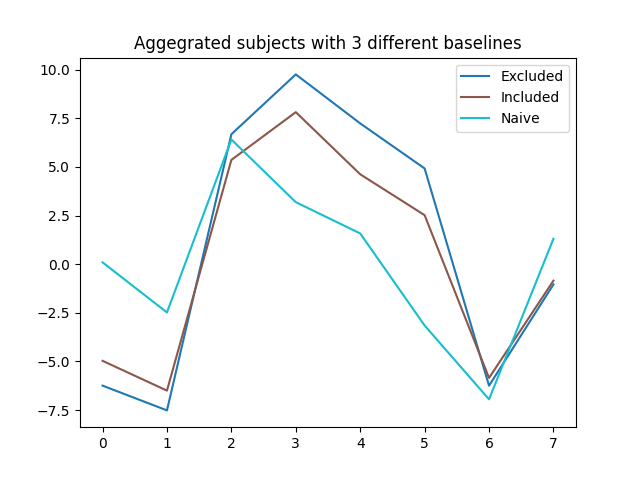 Aggegrated subjects with 3 different baselines
10.0
7.5
5.0
2.5
0.0
−2.5
−5.0
−7.5
Excluded
Included
Naive
0 1 2 3 4 5 6 7